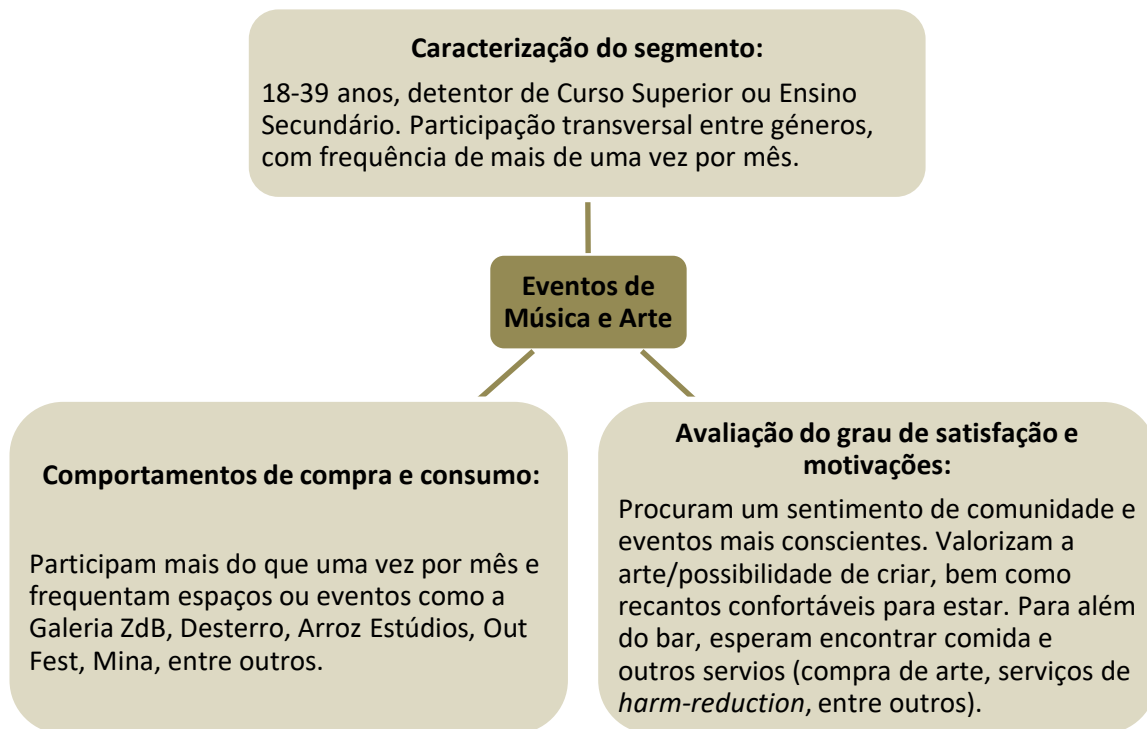 Caracterização do segmento:
18-39 anos, detentor de Curso Superior ou Ensino
Secundário. Participação transversal entre géneros,
com frequência de mais de uma vez por mês.
Eventos de
Música e Arte
Comportamentos de compra e consumo:
Participam mais do que uma vez por mês e
frequentam espaços ou eventos como a
Galeria ZdB, Desterro, Arroz Estúdios, Out
Fest, Mina, entre outros.
Avaliação do grau de satisfação e
motivações:
Procuram um sentimento de comunidade e
eventos mais conscientes. Valorizam a
arte/possibilidade de criar, bem como
recantos confortáveis para estar. Para além
do bar, esperam encontrar comida e
outros servios (compra de arte, serviços de
harm-reduction, entre outros).